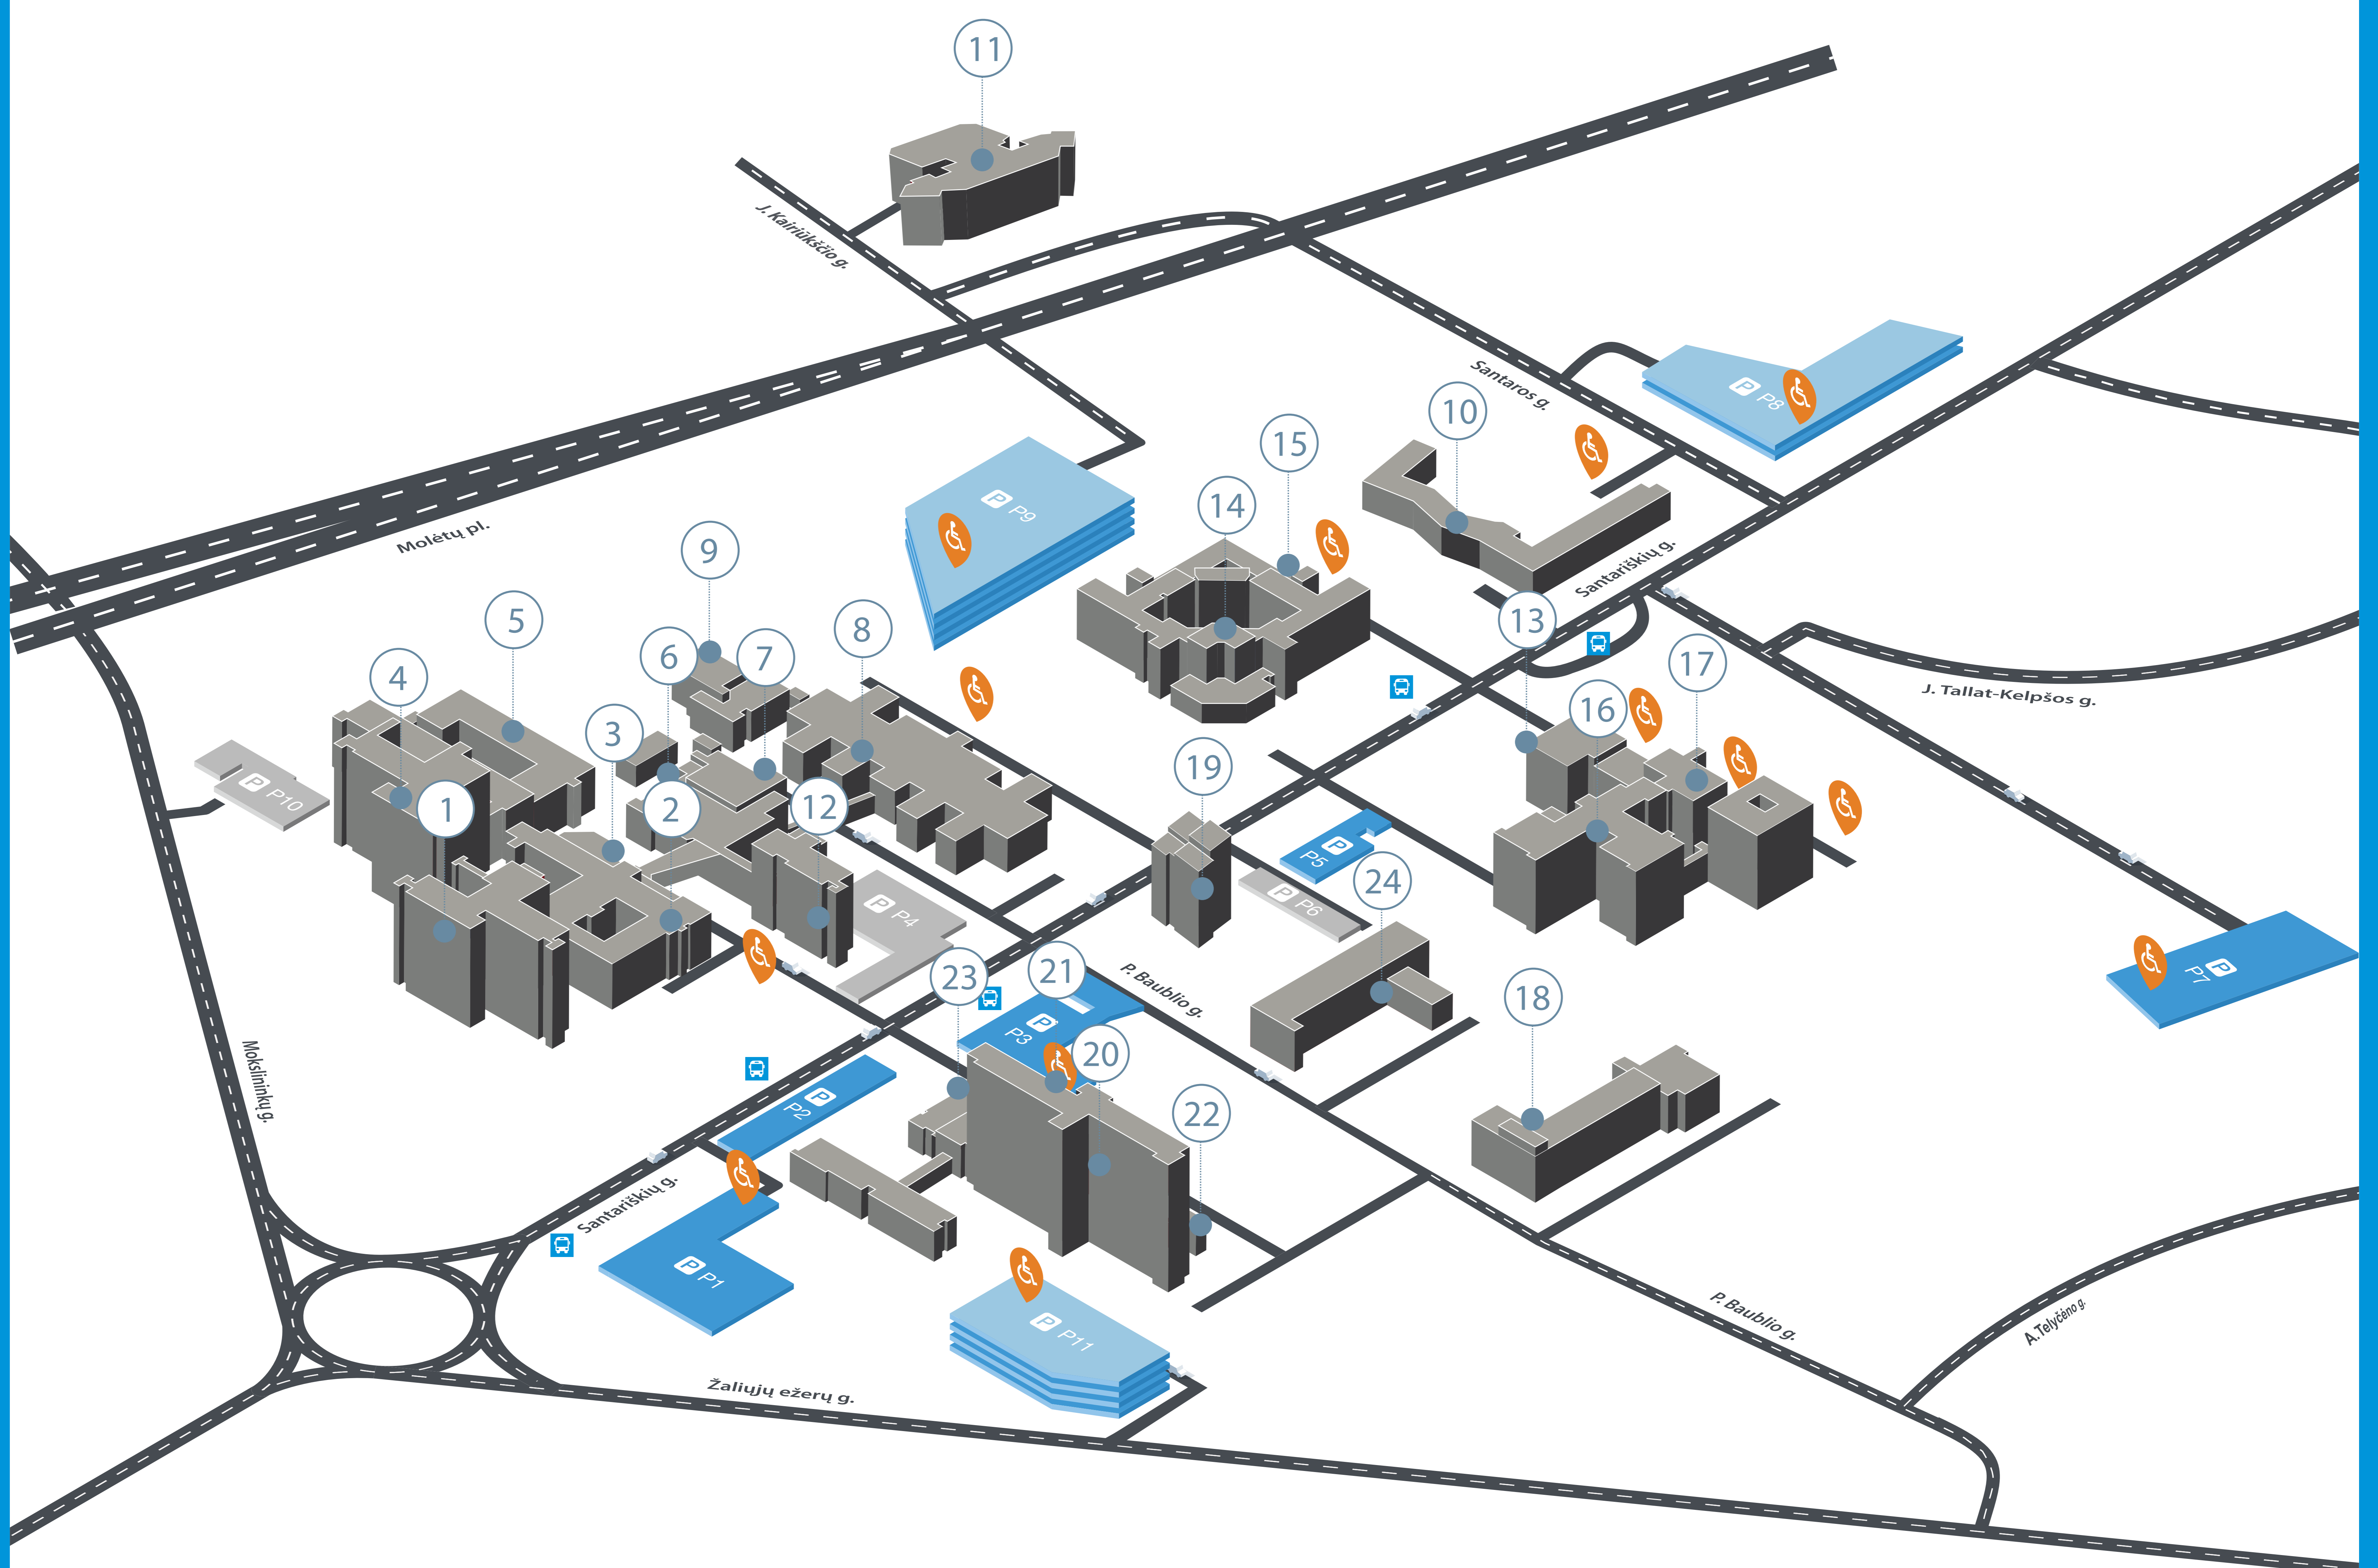 11
J. Kairiūkščio g.
Santaros g.
P P8
10
15
P P9
14
Molėtų pl.
9
Santariškių g.
5
8
13
6
7
17
4
J. Tallat-Kelpšos g.
16
3
19
P P10
1
2
12
P P5
24
P P4
P P6
23
21
P. Baublio g.
P P7
18
P P3
20
Mokslininkų g.
P P2
22
Santariškių g.
P P1
P P11
P. Baublio g.
A. Telyčėno g.
Žaliųjų ežerų g.